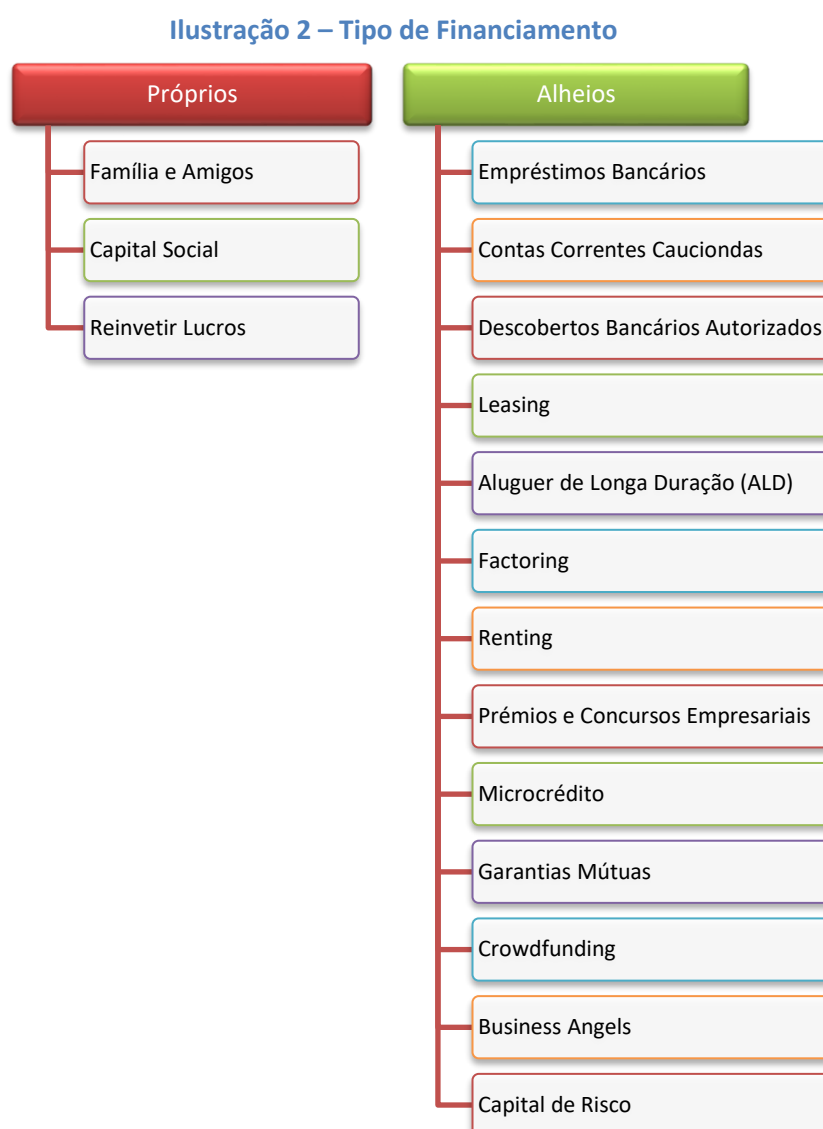 Ilustração 2 – Tipo de Financiamento
Próprios
Família e Amigos
Capital Social
Reinvetir Lucros
Alheios
Empréstimos Bancários
Contas Correntes Cauciondas
Descobertos Bancários Autorizados
Leasing
Aluguer de Longa Duração (ALD)
Factoring
Renting
Prémios e Concursos Empresariais
Microcrédito
Garantias Mútuas
Crowdfunding
Business Angels
Capital de Risco